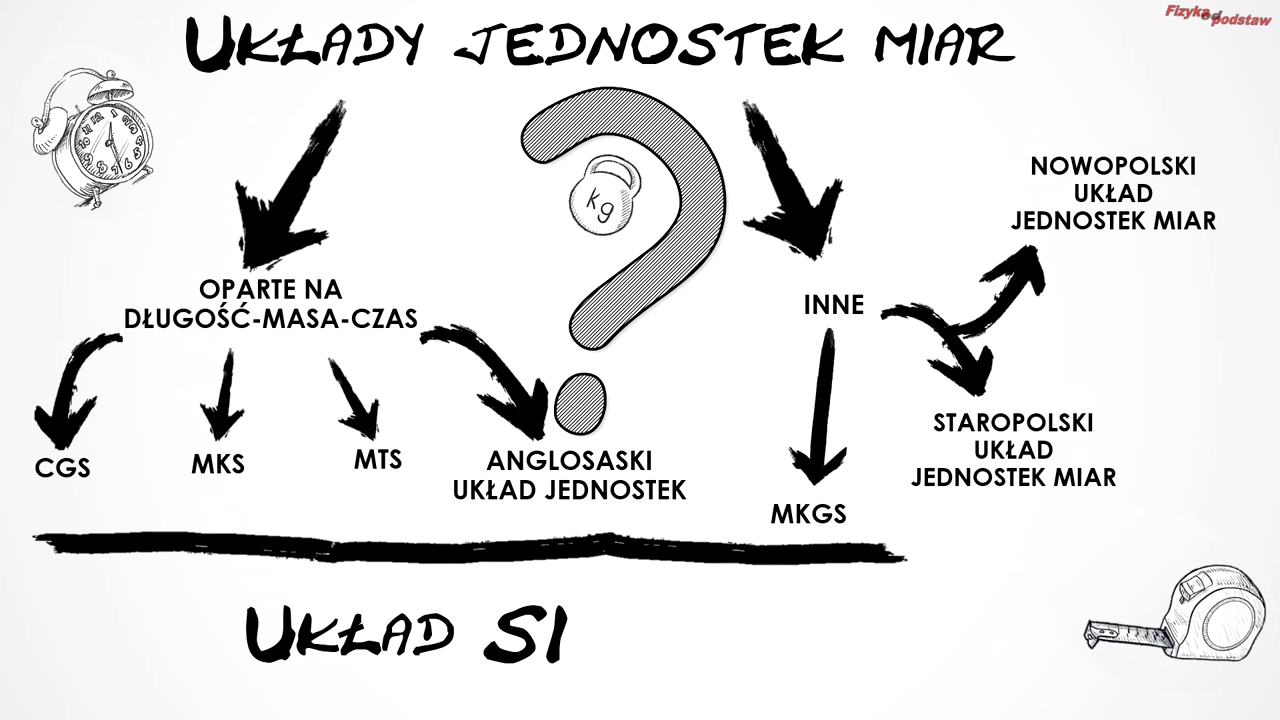 UKŁADY JEDNOSTEK MIAR
Fizyka od podstaw
NOWOPOLSKI
UKŁAD
JEDNOSTEK MIAR
kg
OPARTE NA
DŁUGOŚĆ-MASA-CZAS
INNE
STAROPOLSKI
UKŁAD
JEDNOSTEK MIAR
CGS
MKS
MTS
ANGLOSASKI
UKŁAD JEDNOSTEK
MKGS
UKŁAD SI